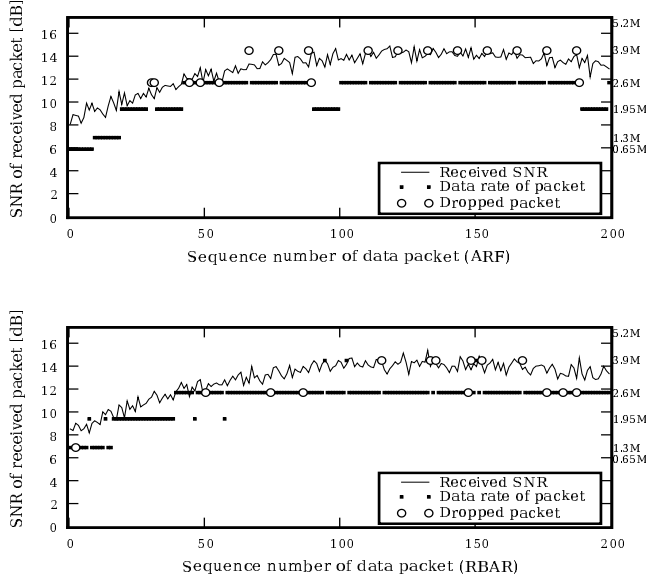 SNR of received packet [dB]
16
14
12
10
8
6
4
2
0
5.2M
3.9M
2.6M
1.95M
1.3M
0.65M
Received SNR
Data rate of packet
Dropped packet
0 50 100 150 200
Sequence number of data packet (ARF)
SNR of received packet [dB]
16
14
12
10
8
6
4
2
0
5.2M
3.9M
2.6M
1.95M
1.3M
0.65M
Received SNR
Data rate of packet
Dropped packet
0 50 100 150 200
Sequence number of data packet (RBAR)